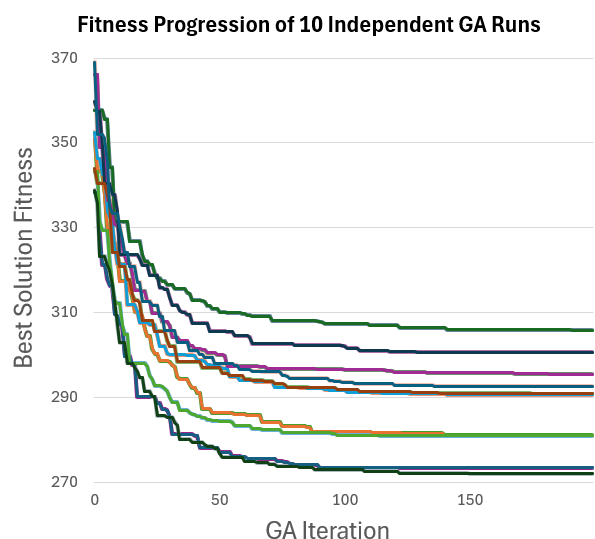 Fitness Progression of 10 Independent GA Runs
370
350
330
310
290
270
Best Solution Fitness
0 50 100 150
GA Iteration